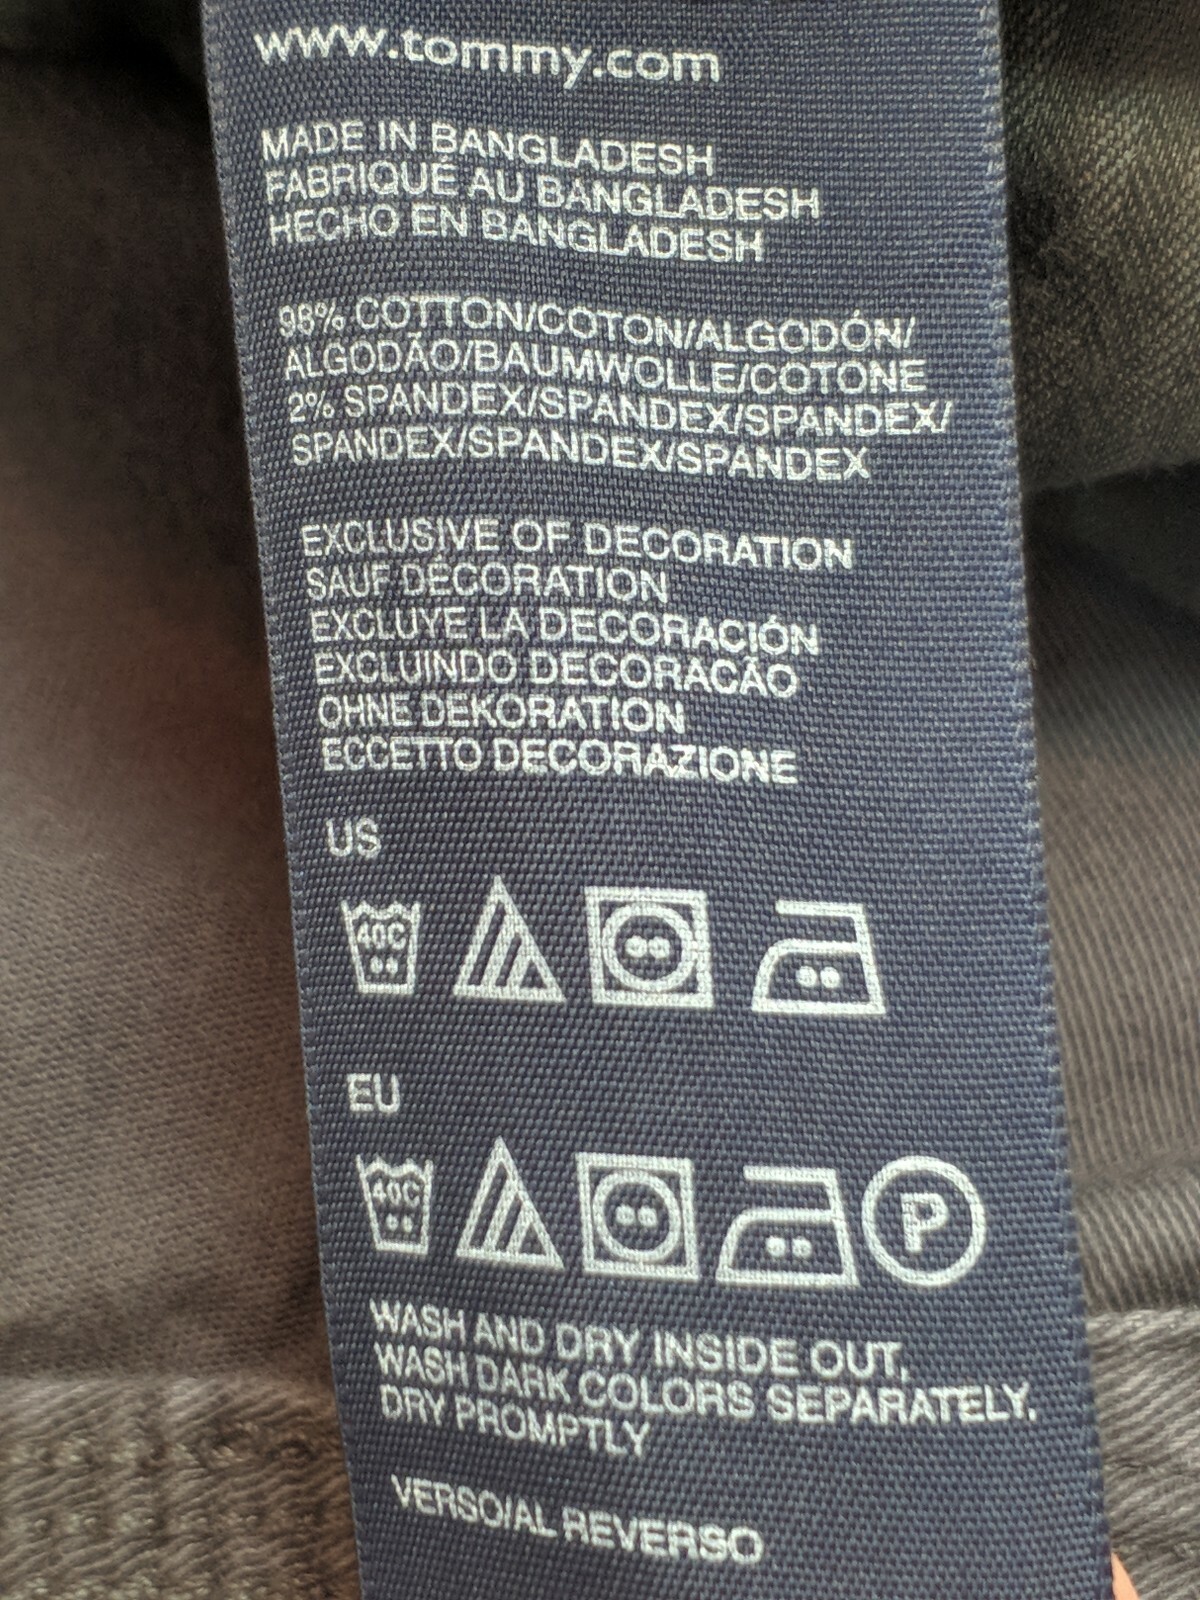 www.tommy.com
MADE IN BANGLADESH
FABRIQUÉ AU BANGLADESH
HECHO EN BANGLADESH
98% COTTON/COTON/ALGODÓN/
ALGODÃO/BAUMWOLLE/COTONE
2% SPANDEX/SPANDEX/SPANDEX/
SPANDEX/SPANDEX/SPANDEX
EXCLUSIVE OF DECORATION
SAUF DÉCORATION
EXCLUYE LA DECORACIÓN
EXCLUINDO DECORACÃO
OHNE DEKORATION
ECCETTO DECORAZIONE
US
40C
EU
40C P
WASH AND DRY INSIDE OUT,
WASH DARK COLORS SEPARATELY.
DRY PROMPTLY
VERSO/AL REVERSO